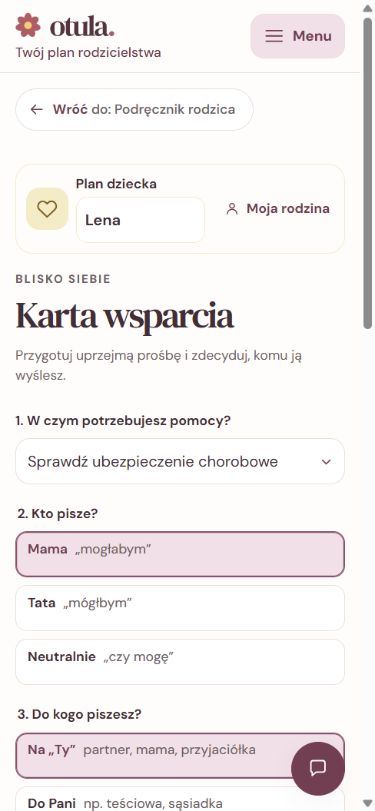 otula.
Twój plan rodzicielstwa
Menu
Wróć do: Podręcznik rodzica
Plan dziecka
Lena
Moja rodzina
BLISKO SIEBIE
Karta wsparcia
Przygotuj uprzejmą prośbę i zdecyduj, komu ją
wyślesz.
1. W czym potrzebujesz pomocy?
Sprawdź ubezpieczenie chorobowe
2. Kto pisze?
Mama „mogłabym”
Tata „mógłbym”
Neutralnie „czy mogę”
3. Do kogo piszesz?
Na „Ty” partner, mama, przyjaciółka
Do Pani np. teściowa, sąsiadka